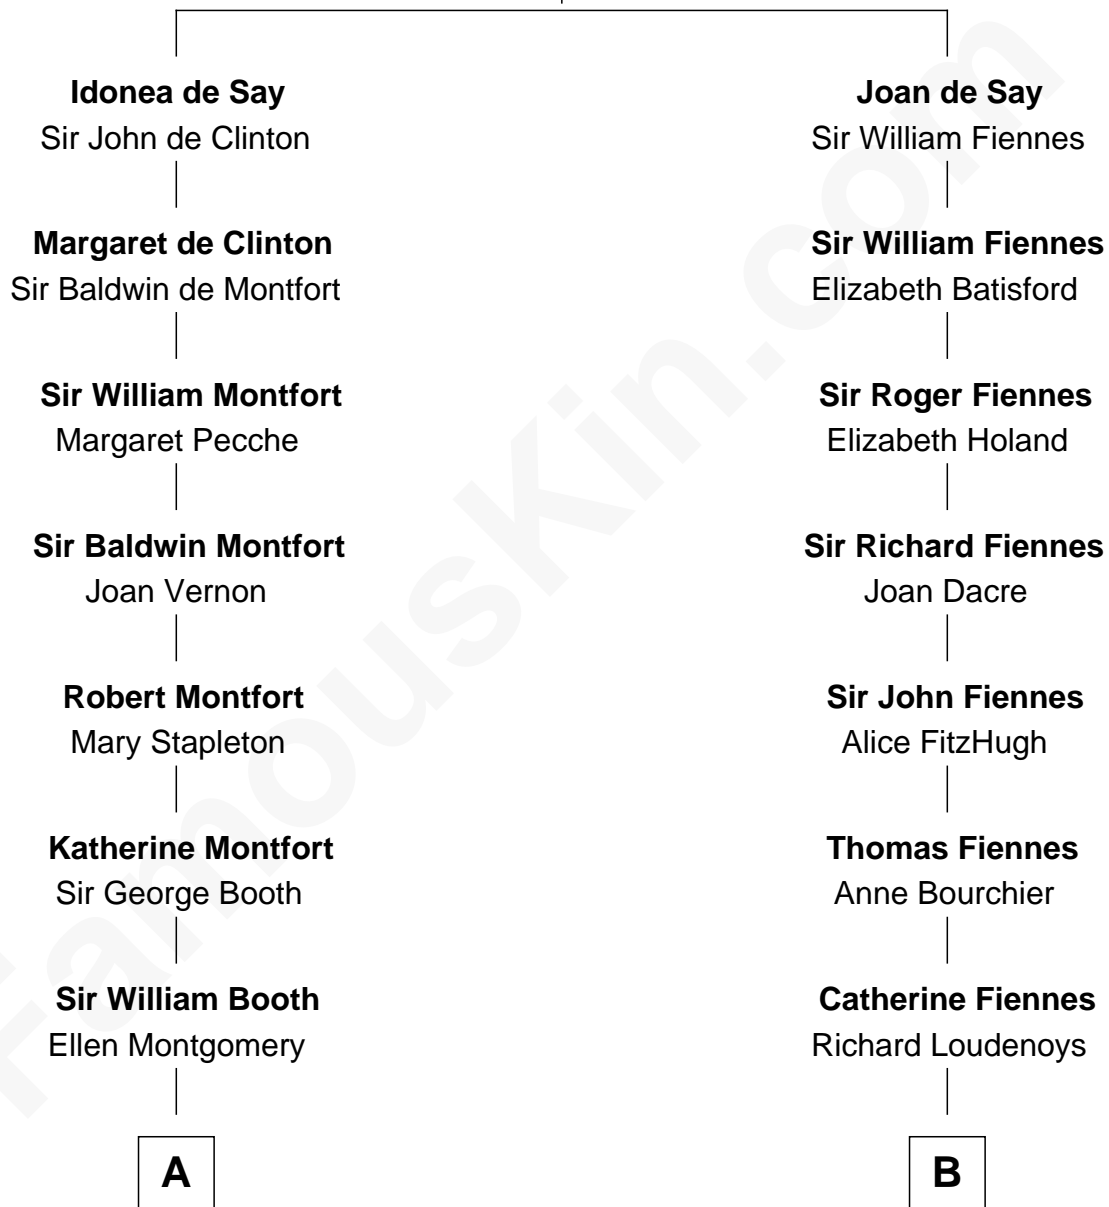 Idonea de Say
Sir John de Clinton
Margaret de Clinton
Sir Baldwin de Montfort
Sir William Montfort
Margaret Pecche
Sir Baldwin Montfort
Joan Vernon
Robert Montfort
Mary Stapleton
Katherine Montfort
Sir George Booth
Sir William Booth
Ellen Montgomery
A
Joan de Say
Sir William Fiennes
Sir William Fiennes
Elizabeth Batisford
Sir Roger Fiennes
Elizabeth Holand
Sir Richard Fiennes
Joan Dacre
Sir John Fiennes
Alice FitzHugh
Thomas Fiennes
Anne Bourchier
Catherine Fiennes
Richard Loudenoys
B
FamousKin.com